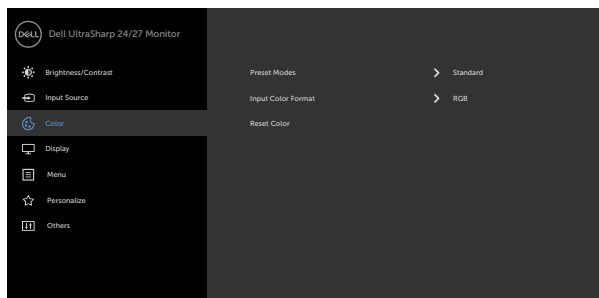 DELL Dell UltraSharp 24/27 Monitor
Brightness/Contrast
Input Source
Color
Display
Menu
Personalize
Others
Preset Modes Standard
Input Color Format RGB
Reset Color